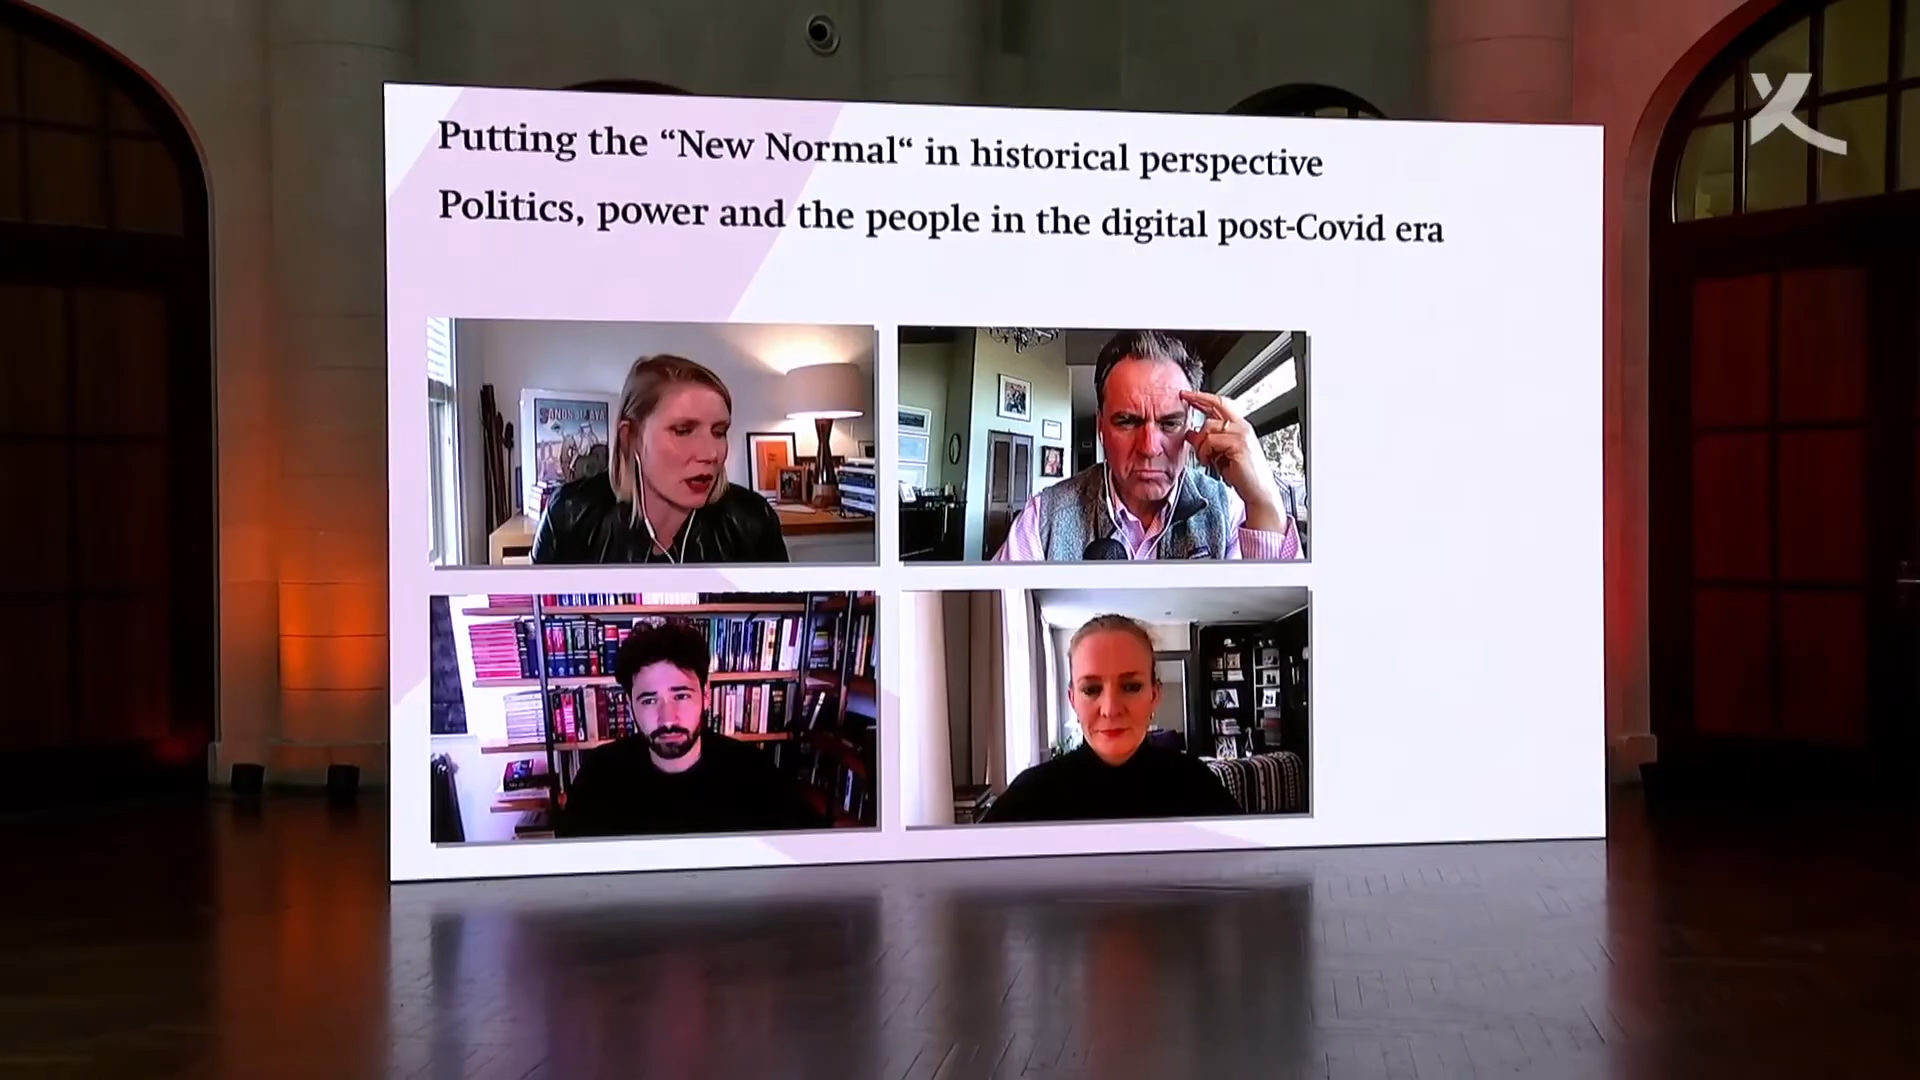 Putting the “New Normal“ in historical perspective
Politics, power and the people in the digital post-Covid era